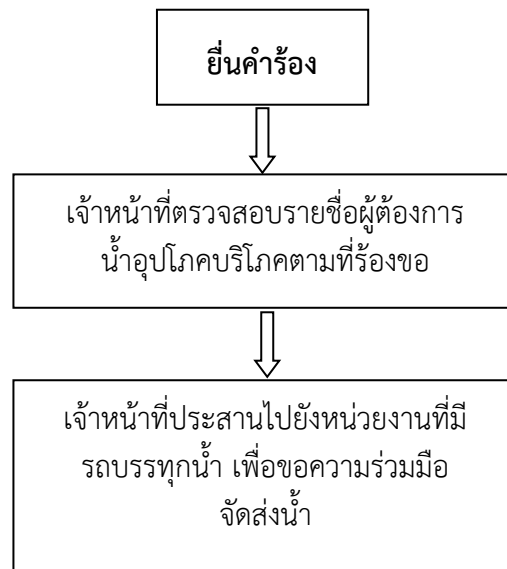 ยื่นคำร้อง
เจ้าหน้าที่ตรวจสอบรายชื่อผู้ต้องการ
น้ำอุปโภคบริโภคตามที่ร้องขอ
เจ้าหน้าที่ประสานไปยังหน่วยงานที่มี
รถบรรทุกน้ำ เพื่อขอความร่วมมือ
จัดส่งน้ำ